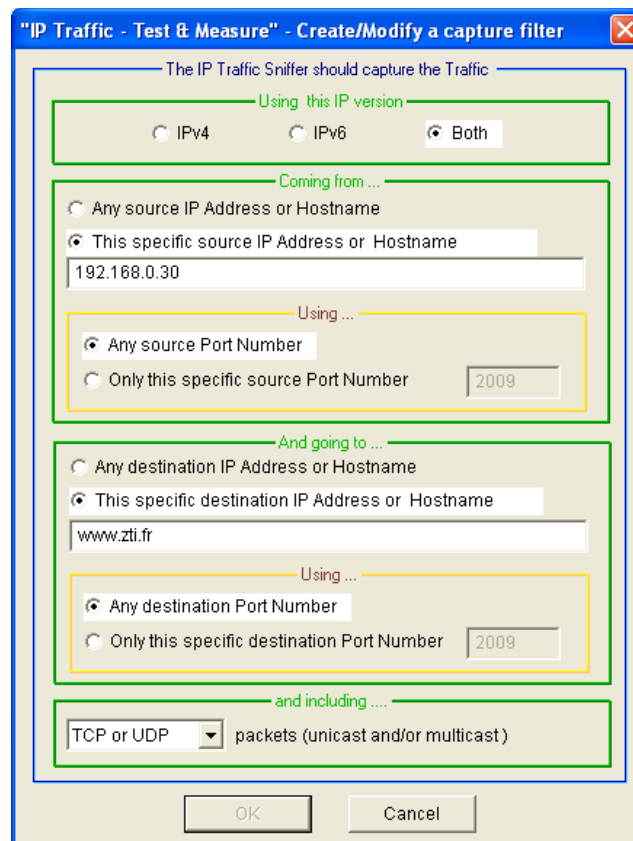 "IP Traffic - Test & Measure" - Create/Modify a capture filter
The IP Traffic Sniffer should capture the Traffic
Using this IP version
IPv4 IPv6 Both
Coming from ...
Any source IP Address or Hostname
This specific source IP Address or Hostname
192.168.0.30
Using ...
Any source Port Number
Only this specific source Port Number 2009
And going to ...
Any destination IP Address or Hostname
This specific destination IP Address or Hostname
www.zti.fr
Using ...
Any destination Port Number
Only this specific destination Port Number 2009
and including ....
TCP or UDP packets (unicast and/or multicast)
OK Cancel